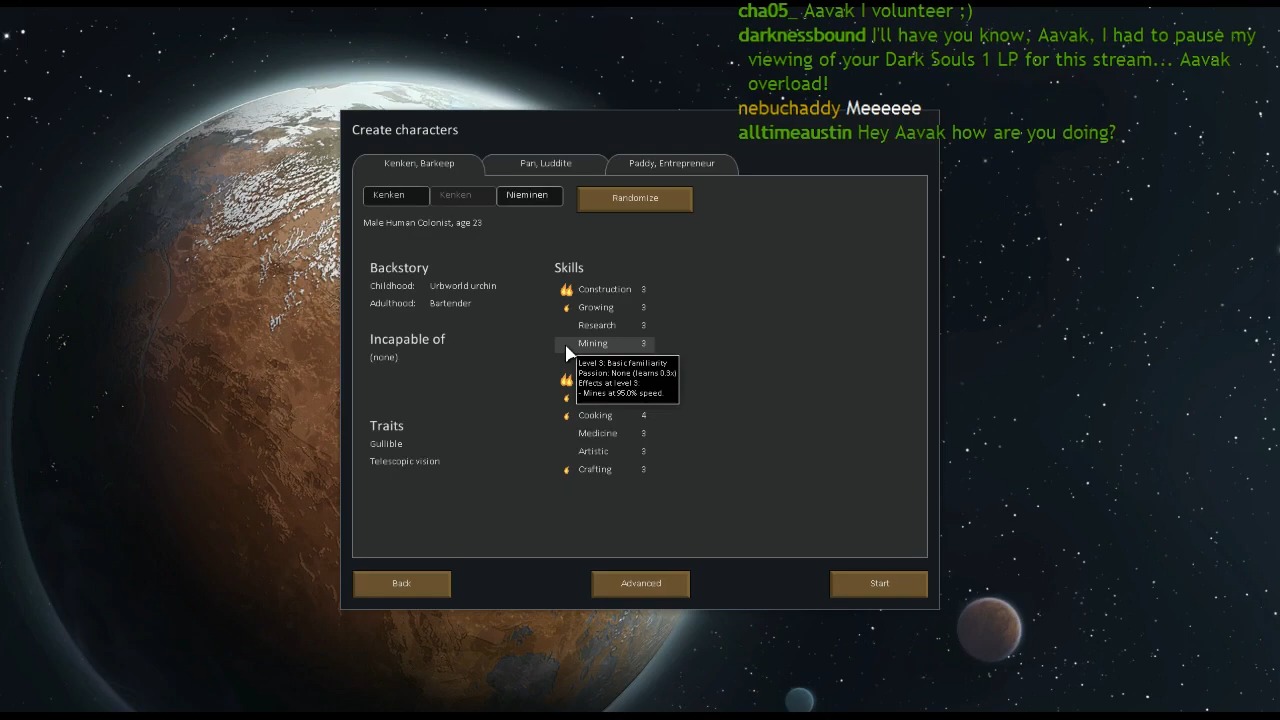 cha05_ Aavak I volunteer ;)
darknessbound I'll have you know, Aavak, I had to pause my
viewing of your Dark Souls 1 LP for this stream... Aavak
overload!
nebuchaddy Meeeeee
alltimeaustin Hey Aavak how are you doing?
Create characters
Kenken, Barkeep Pan, Luddite Paddy, Entrepreneur
Kenken Kenken Nieminen Randomize
Male Human Colonist, age 23
Backstory
Childhood: Urbworld urchin
Adulthood: Bartender
Incapable of
(none)
Traits
Gullible
Telescopic vision
Skills
Construction 3
Growing 3
Research 3
Mining 3
Level 3: Basic familiarity
Passion: None (learns 0.3x)
Effects at level 3:
- Mines at 95.0% speed.
Cooking 4
Medicine 3
Artistic 3
Crafting 3
Back Advanced Start